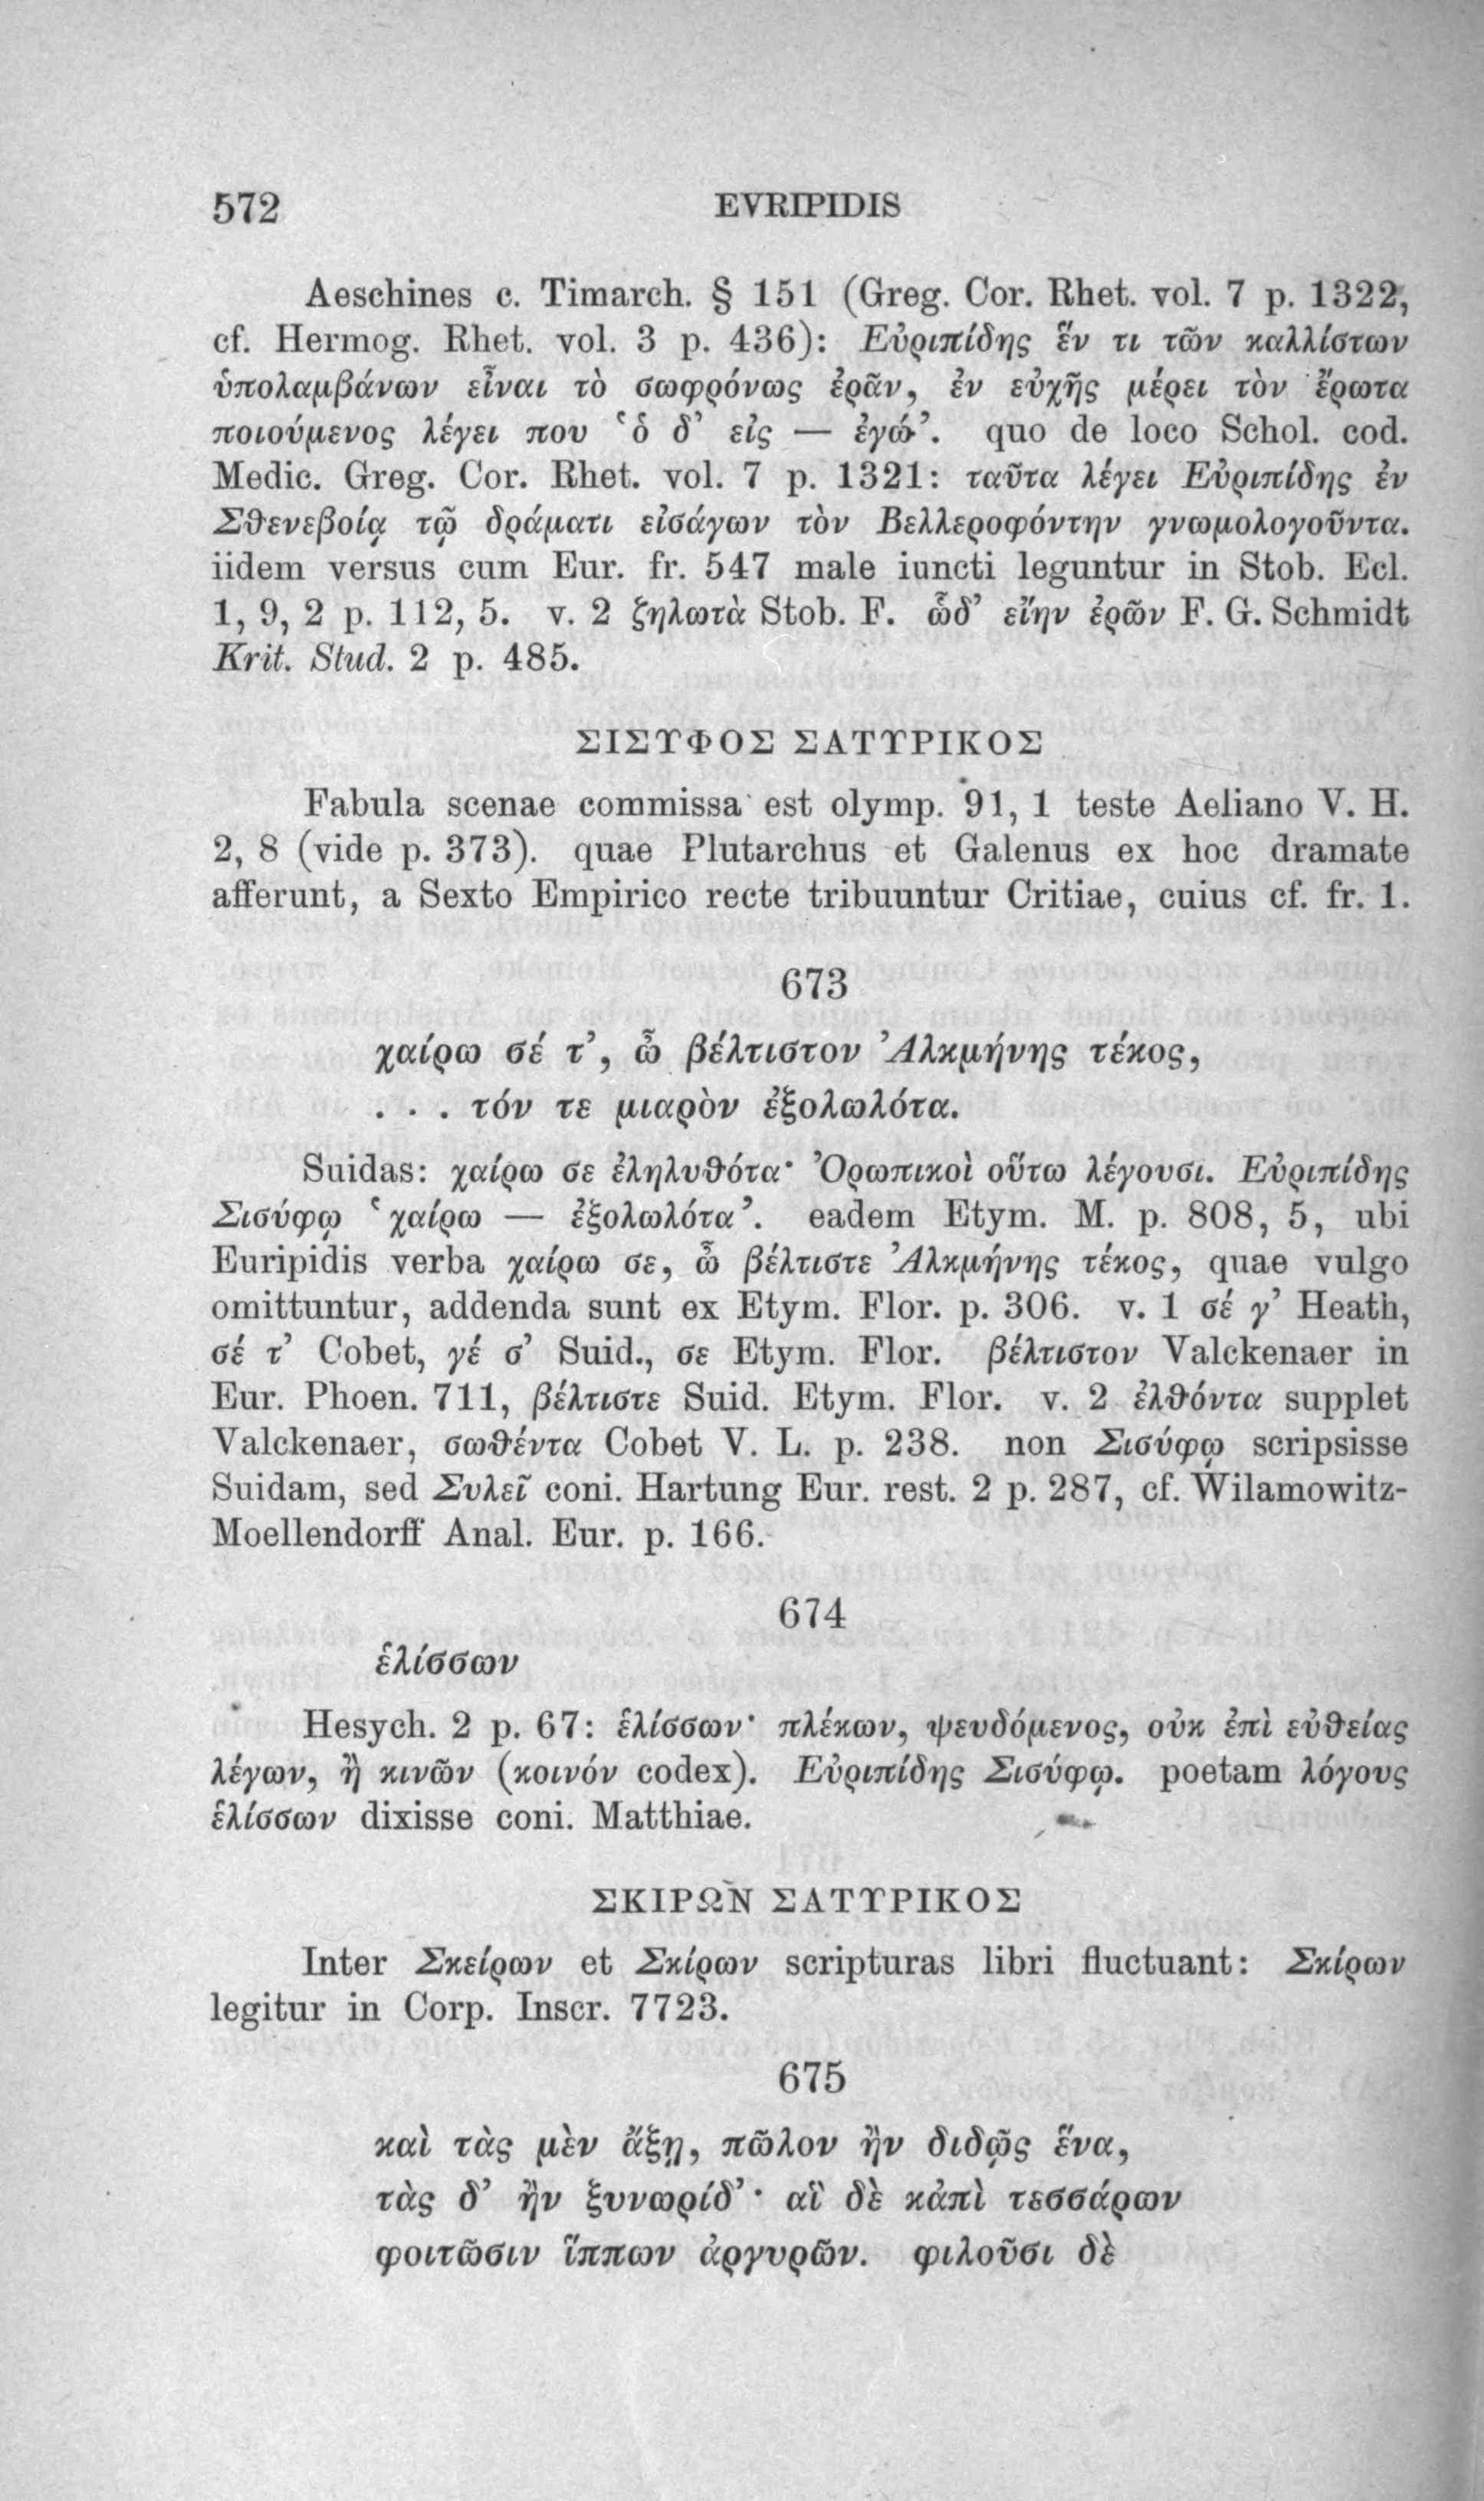 572 EVRIPIDIS
Aeschines c. Timarch. § 151 (Greg. Cor. Rhet. vol. 7 p. 1322,
cf. Hermog. Rhet. vol. 3 p. 436): Εὐριπίδης ἕν τι τῶν καλλίστων
ὑπολαμβάνων εἶναι τὸ σωφρόνως ἐρᾶν, ἐν εὐχῆς μέρει τὸν ἔρωτα
ποιούμενος λέγει που ‘ὁ δ’ εἰς — ἐγώ’. quo de loco Schol. cod.
Medic. Greg. Cor. Rhet. vol. 7 p. 1321: ταῦτα λέγει Εὐριπίδης ἐν
Σθενεβοίᾳ τῷ δράματι εἰσάγων τὸν Βελλεροφόντην γνωμολογοῦντα.
iidem versus cum Eur. fr. 547 male iuncti leguntur in Stob. Ecl.
1, 9, 2 p. 112, 5. v. 2 ζηλωτὰ Stob. F. ὧδ’ εἴην ἐρῶν F. G. Schmidt
Krit. Stud. 2 p. 485.
ΣΙΣΥΦΟΣ ΣΑΤΥΡΙΚΟΣ
Fabula scenae commissa est olymp. 91, 1 teste Aeliano V. H.
2, 8 (vide p. 373). quae Plutarchus et Galenus ex hoc dramate
afferunt, a Sexto Empirico recte tribuuntur Critiae, cuius cf. fr. 1.
673
χαίρω σέ τ’, ὦ βέλτιστον Ἀλκμήνης τέκος,
. . . τόν τε μιαρὸν ἐξολωλότα.
Suidas: χαίρω σε ἐληλυθότα· Ὀρωπικοὶ οὕτω λέγουσι. Εὐριπίδης
Σισύφῳ ‘χαίρω — ἐξολωλότα’. eadem Etym. M. p. 808, 5, ubi
Euripidis verba χαίρω σε, ὦ βέλτιστε Ἀλκμήνης τέκος, quae vulgo
omittuntur, addenda sunt ex Etym. Flor. p. 306. v. 1 σέ γ’ Heath,
σέ τ’ Cobet, γέ σ’ Suid., σε Etym. Flor. βέλτιστον Valckenaer in
Eur. Phoen. 711, βέλτιστε Suid. Etym. Flor. v. 2 ἐλθόντα supplet
Valckenaer, σωθέντα Cobet V. L. p. 238. non Σισύφῳ scripsisse
Suidam, sed Συλεῖ coni. Hartung Eur. rest. 2 p. 287, cf. Wilamowitz-
Moellendorff Anal. Eur. p. 166.
674
ἑλίσσων
Hesych. 2 p. 67: ἑλίσσων· πλέκων, ψευδόμενος, οὐκ ἐπὶ εὐθείας
λέγων, ἢ κινῶν (κοινόν codex). Εὐριπίδης Σισύφῳ. poetam λόγους
ἑλίσσων dixisse coni. Matthiae.
ΣΚΙΡΩΝ ΣΑΤΥΡΙΚΟΣ
Inter Σκείρων et Σκίρων scripturas libri fluctuant: Σκίρων
legitur in Corp. Inscr. 7723.
675
καὶ τὰς μὲν ἄξῃ, πῶλον ἢν διδῷς ἕνα,
τὰς δ’ ἢν ξυνωρίδ’· αἳ δὲ κἀπὶ τεσσάρων
φοιτῶσιν ἵππων ἀργυρῶν. φιλοῦσι δὲ